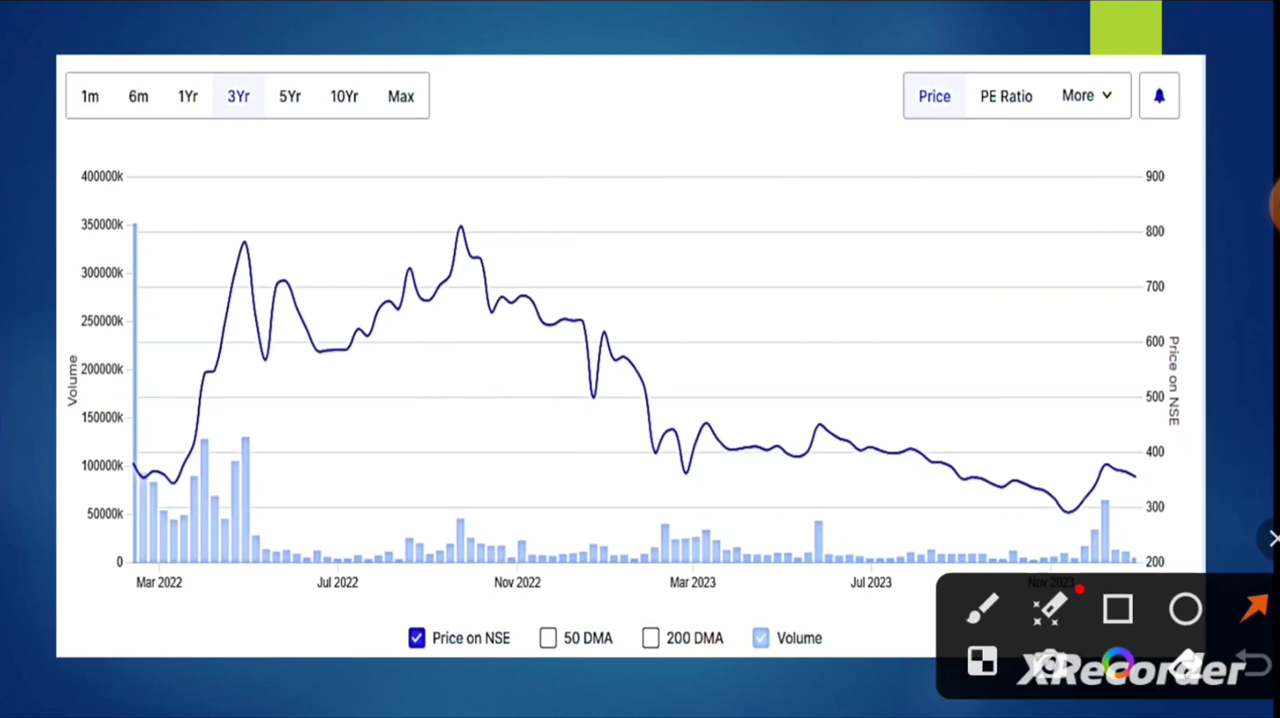 1m 6m 1Yr 3Yr 5Yr 10Yr Max Price PE Ratio More
400000k 900
350000k 800
300000k 700
250000k 600
200000k 500
150000k 400
100000k 300
50000k 200
0
Volume
Price on NSE
Mar 2022 Jul 2022 Nov 2022 Mar 2023 Jul 2023 Nov 2023
Price on NSE 50 DMA 200 DMA Volume
XRecorder